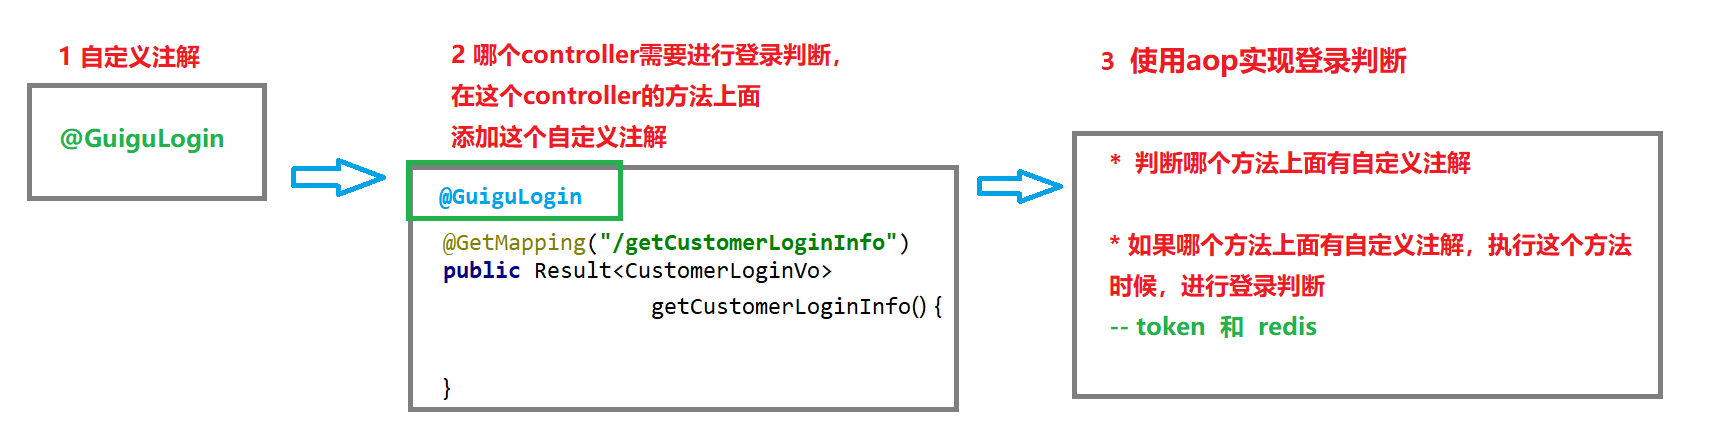 1 自定义注解
@GuiguLogin
2 哪个controller需要进行登录判断，
在这个controller的方法上面
添加这个自定义注解
@GuiguLogin
@GetMapping("/getCustomerLoginInfo")
public Result<CustomerLoginVo>
getCustomerLoginInfo() {
}
3 使用aop实现登录判断
* 判断哪个方法上面有自定义注解
* 如果哪个方法上面有自定义注解，执行这个方法
时候，进行登录判断
-- token 和 redis